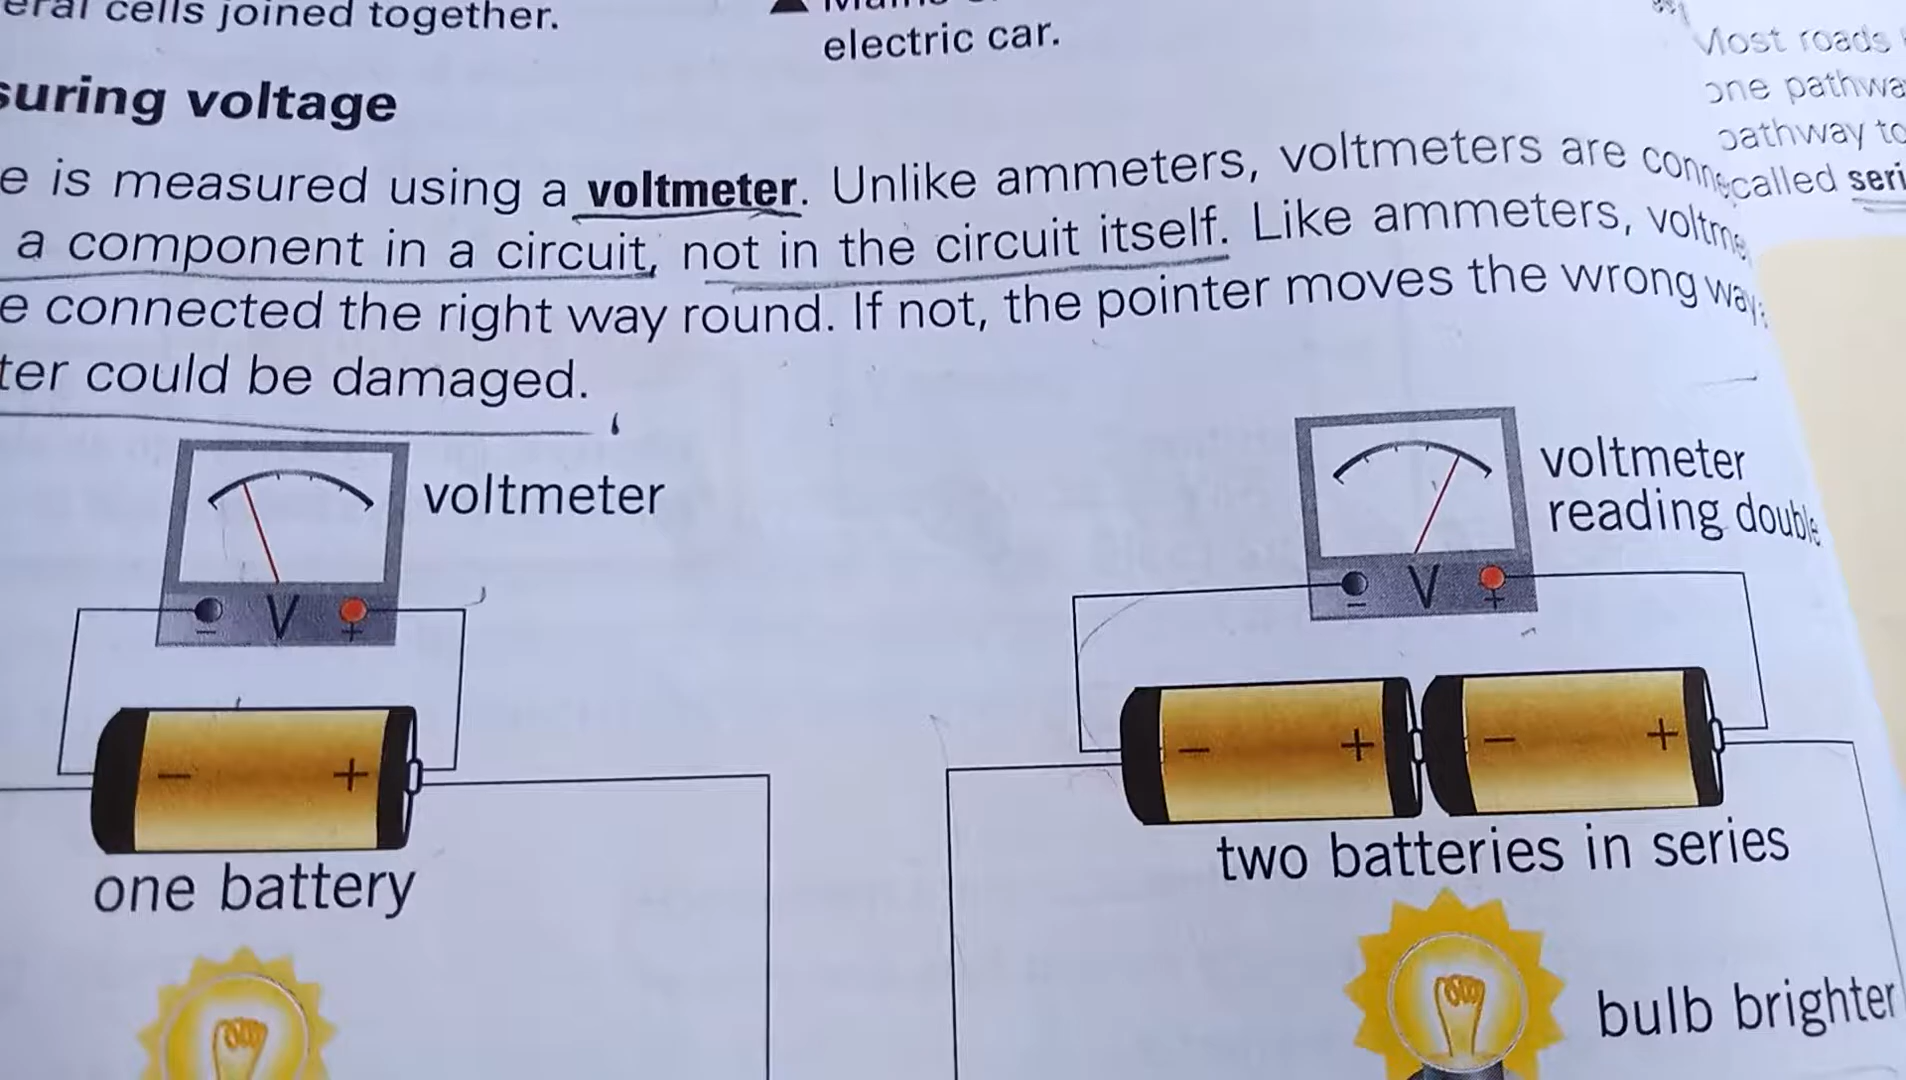 cells joined together.
electric car.
Most roads
one pathway
pathway to
called seri
suring voltage
e is measured using a voltmeter. Unlike ammeters, voltmeters are conne
a component in a circuit, not in the circuit itself. Like ammeters, voltme
e connected the right way round. If not, the pointer moves the wrong way,
ter could be damaged.
voltmeter
voltmeter
reading double
V
− +
V
− +
− +
− + − +
one battery
two batteries in series
bulb brighter